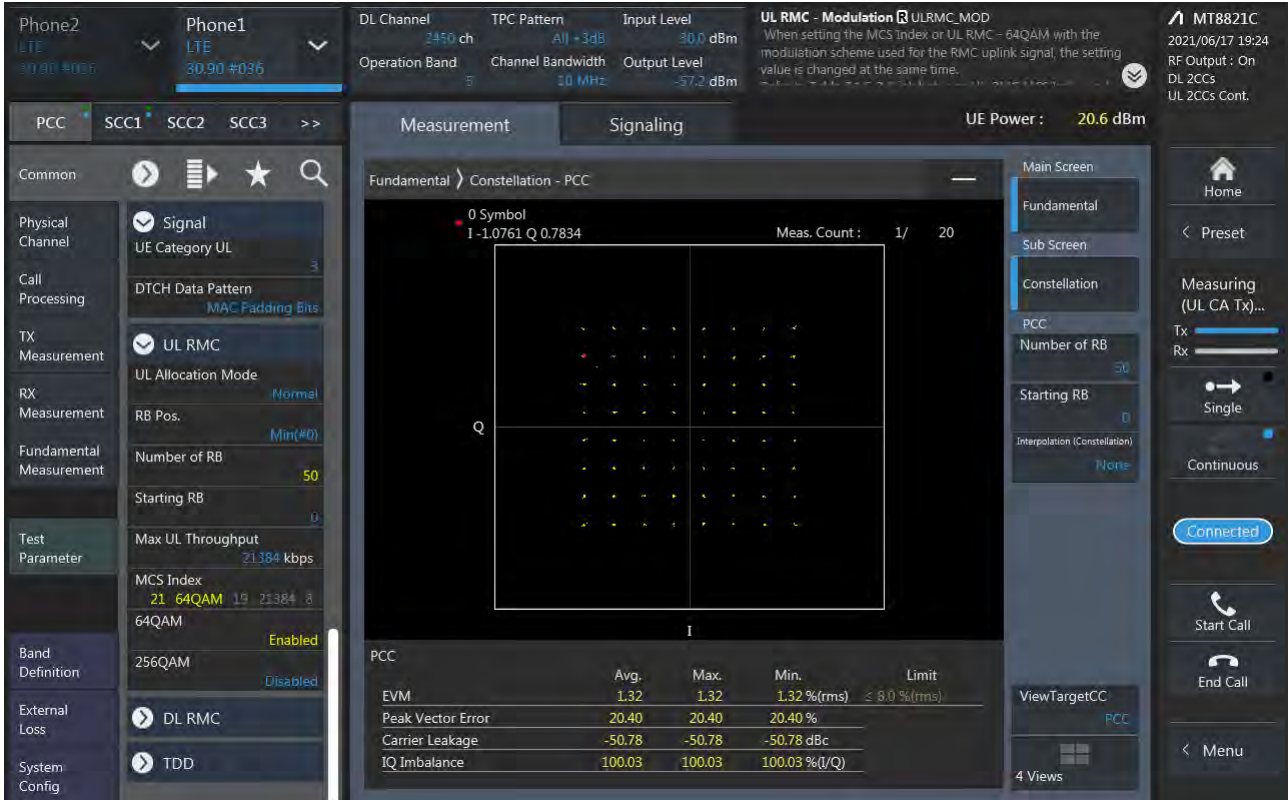 Phone2
LTE
30.90 #036
Phone1
LTE
30.90 #036
DL Channel
2450 ch
TPC Pattern
All +3dB
Input Level
30.0 dBm
Operation Band
5
Channel Bandwidth
10 MHz
Output Level
-57.2 dBm
UL RMC - Modulation R ULRMC_MOD
When setting the MCS Index or UL RMC - 64QAM with the
modulation scheme used for the RMC uplink signal, the setting
value is changed at the same time.
MT8821C
2021/06/17 19:24
RF Output : On
DL 2CCs
UL 2CCs Cont.
PCC SCC1 SCC2 SCC3 >>
Measurement Signaling
UE Power : 20.6 dBm
Common
Physical
Channel
Call
Processing
TX
Measurement
RX
Measurement
Fundamental
Measurement
Test
Parameter
Band
Definition
External
Loss
System
Config
Signal
UE Category UL
3
DTCH Data Pattern
MAC Padding Bits
UL RMC
UL Allocation Mode
Normal
RB Pos.
Min(#0)
Number of RB
50
Starting RB
0
Max UL Throughput
21384 kbps
MCS Index
21 64QAM 19 21384 8
64QAM
Enabled
256QAM
Disabled
DL RMC
TDD
Fundamental > Constellation - PCC
0 Symbol
I -1.0761 Q 0.7834
Meas. Count : 1/ 20
Q
I
PCC
Avg. Max. Min. Limit
EVM 1.32 1.32 1.32 %(rms) ≤ 8.0 %(rms)
Peak Vector Error 20.40 20.40 20.40 %
Carrier Leakage -50.78 -50.78 -50.78 dBc
IQ Imbalance 100.03 100.03 100.03 %(I/Q)
Main Screen
Fundamental
Sub Screen
Constellation
PCC
Number of RB
50
Starting RB
0
Interpolation (Constellation)
None
ViewTargetCC
PCC
4 Views
Home
< Preset
Measuring
(UL CA Tx)...
Tx
Rx
Single
Continuous
Connected
Start Call
End Call
< Menu